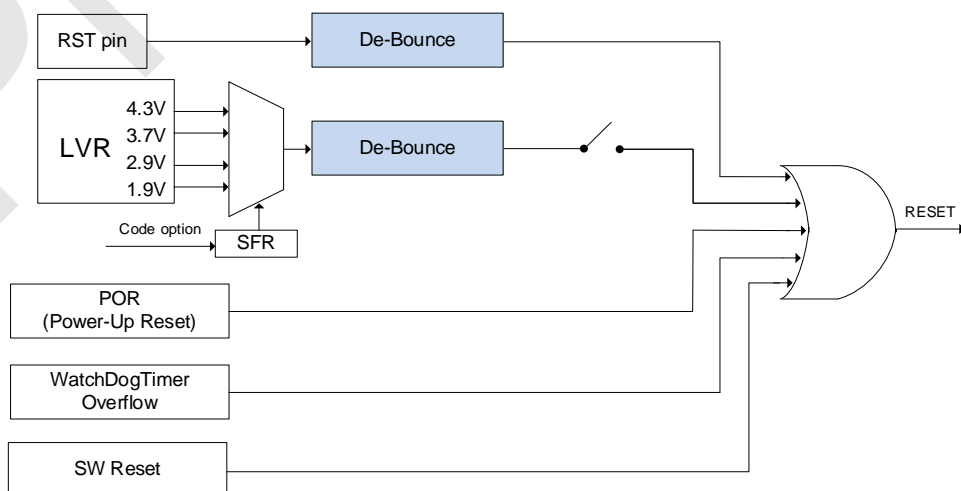 RST pin
De-Bounce
LVR
4.3V
3.7V
2.9V
1.9V
De-Bounce
Code option
SFR
RESET
POR
(Power-Up Reset)
WatchDogTimer
Overflow
SW Reset